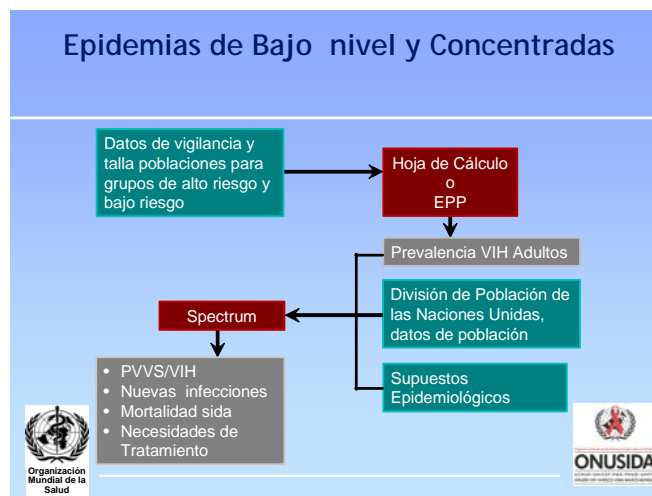 Epidemias de Bajo nivel y Concentradas
Datos de vigilancia y
talla poblaciones para
grupos de alto riesgo y
bajo riesgo
Hoja de Cálculo
o
EPP
Prevalencia VIH Adultos
División de Población de
las Naciones Unidas,
datos de población
Spectrum
Supuestos
Epidemiológicos
• PVVS/VIH
• Nuevas infecciones
• Mortalidad sida
• Necesidades de
Tratamiento
Organización
Mundial de la
Salud
ONUSIDA